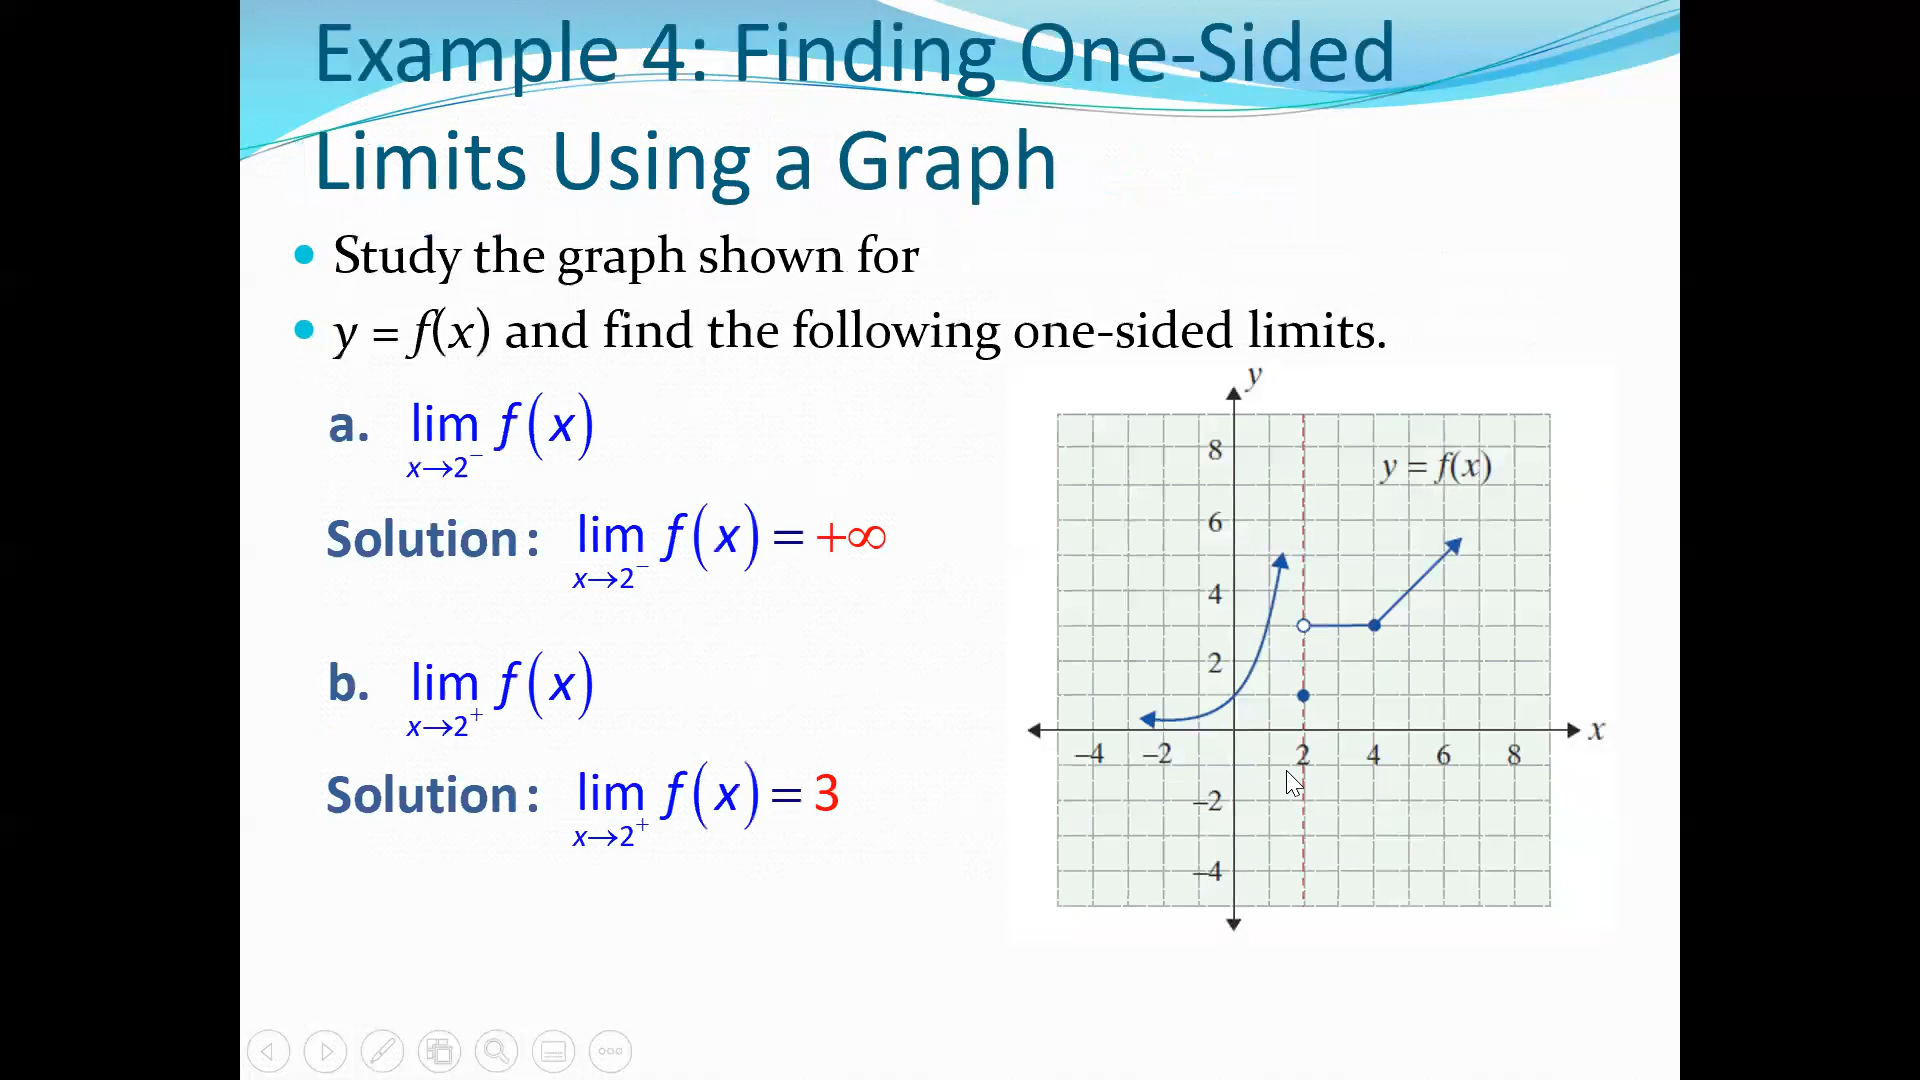 Example 4: Finding One-Sided
Limits Using a Graph
• Study the graph shown for
• y = f(x) and find the following one-sided limits.
a. lim f(x)
x→2⁻
Solution: lim f(x) = +∞
x→2⁻
b. lim f(x)
x→2⁺
Solution: lim f(x) = 3
x→2⁺
y
8
y = f(x)
6
4
2
x
–4 –2 2 4 6 8
–2
–4